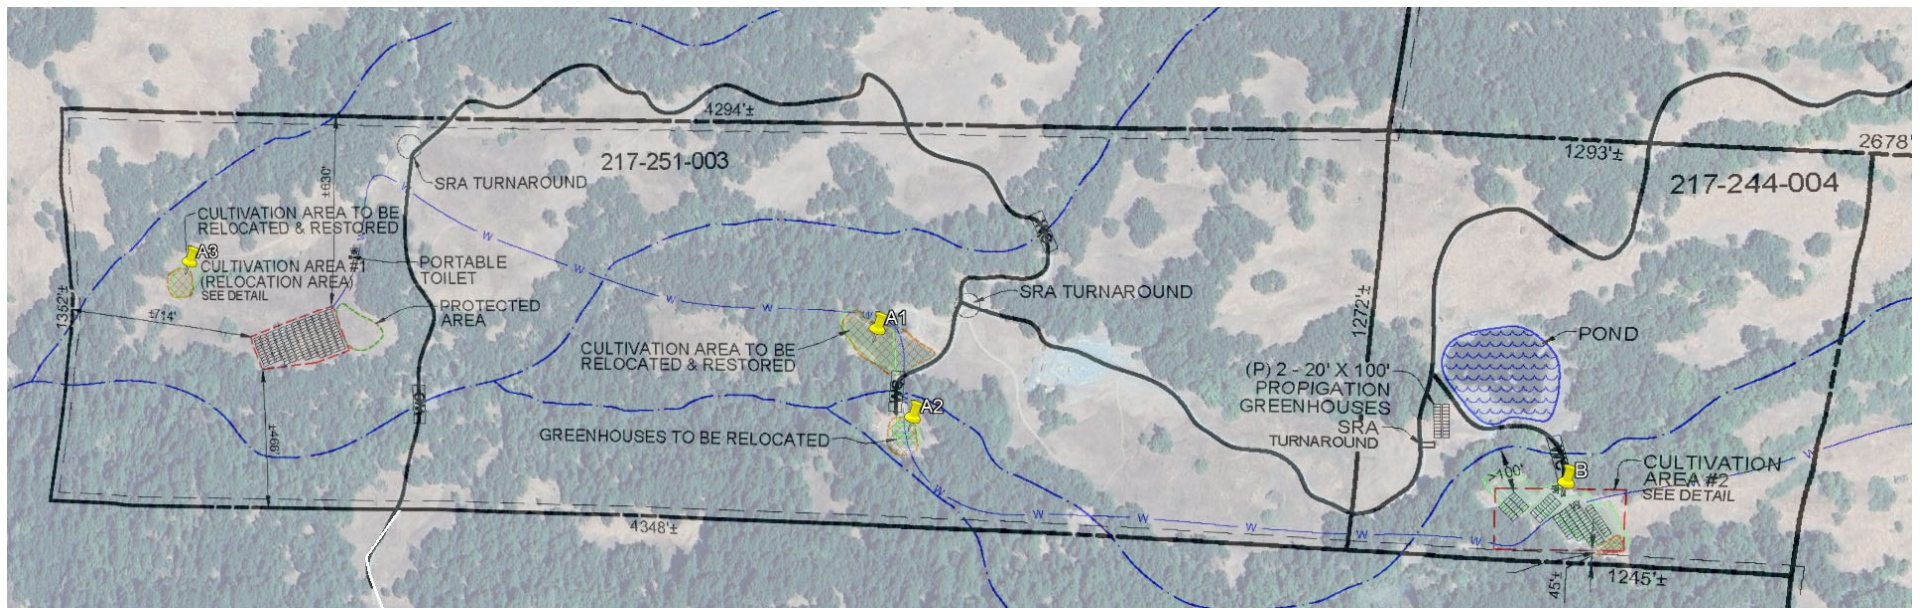 4294'±
217-251-003
1293'±
2678'
217-244-004
SRA TURNAROUND
±630'
CULTIVATION AREA TO BE
RELOCATED & RESTORED
A3
CULTIVATION AREA #1
(RELOCATION AREA)
SEE DETAIL
PORTABLE
TOILET
PROTECTED
AREA
1352'±
±714'
±466'
W
W
W
W
W
W
SRA TURNAROUND
A1
CULTIVATION AREA TO BE
RELOCATED & RESTORED
A2
GREENHOUSES TO BE RELOCATED
1272'±
POND
(P) 2 - 20' X 100'
PROPIGATION
GREENHOUSES
SRA
TURNAROUND
>100'
B
CULTIVATION
AREA #2
SEE DETAIL
W
W
W
W
W
W
W
4348'±
45'±
1245'±